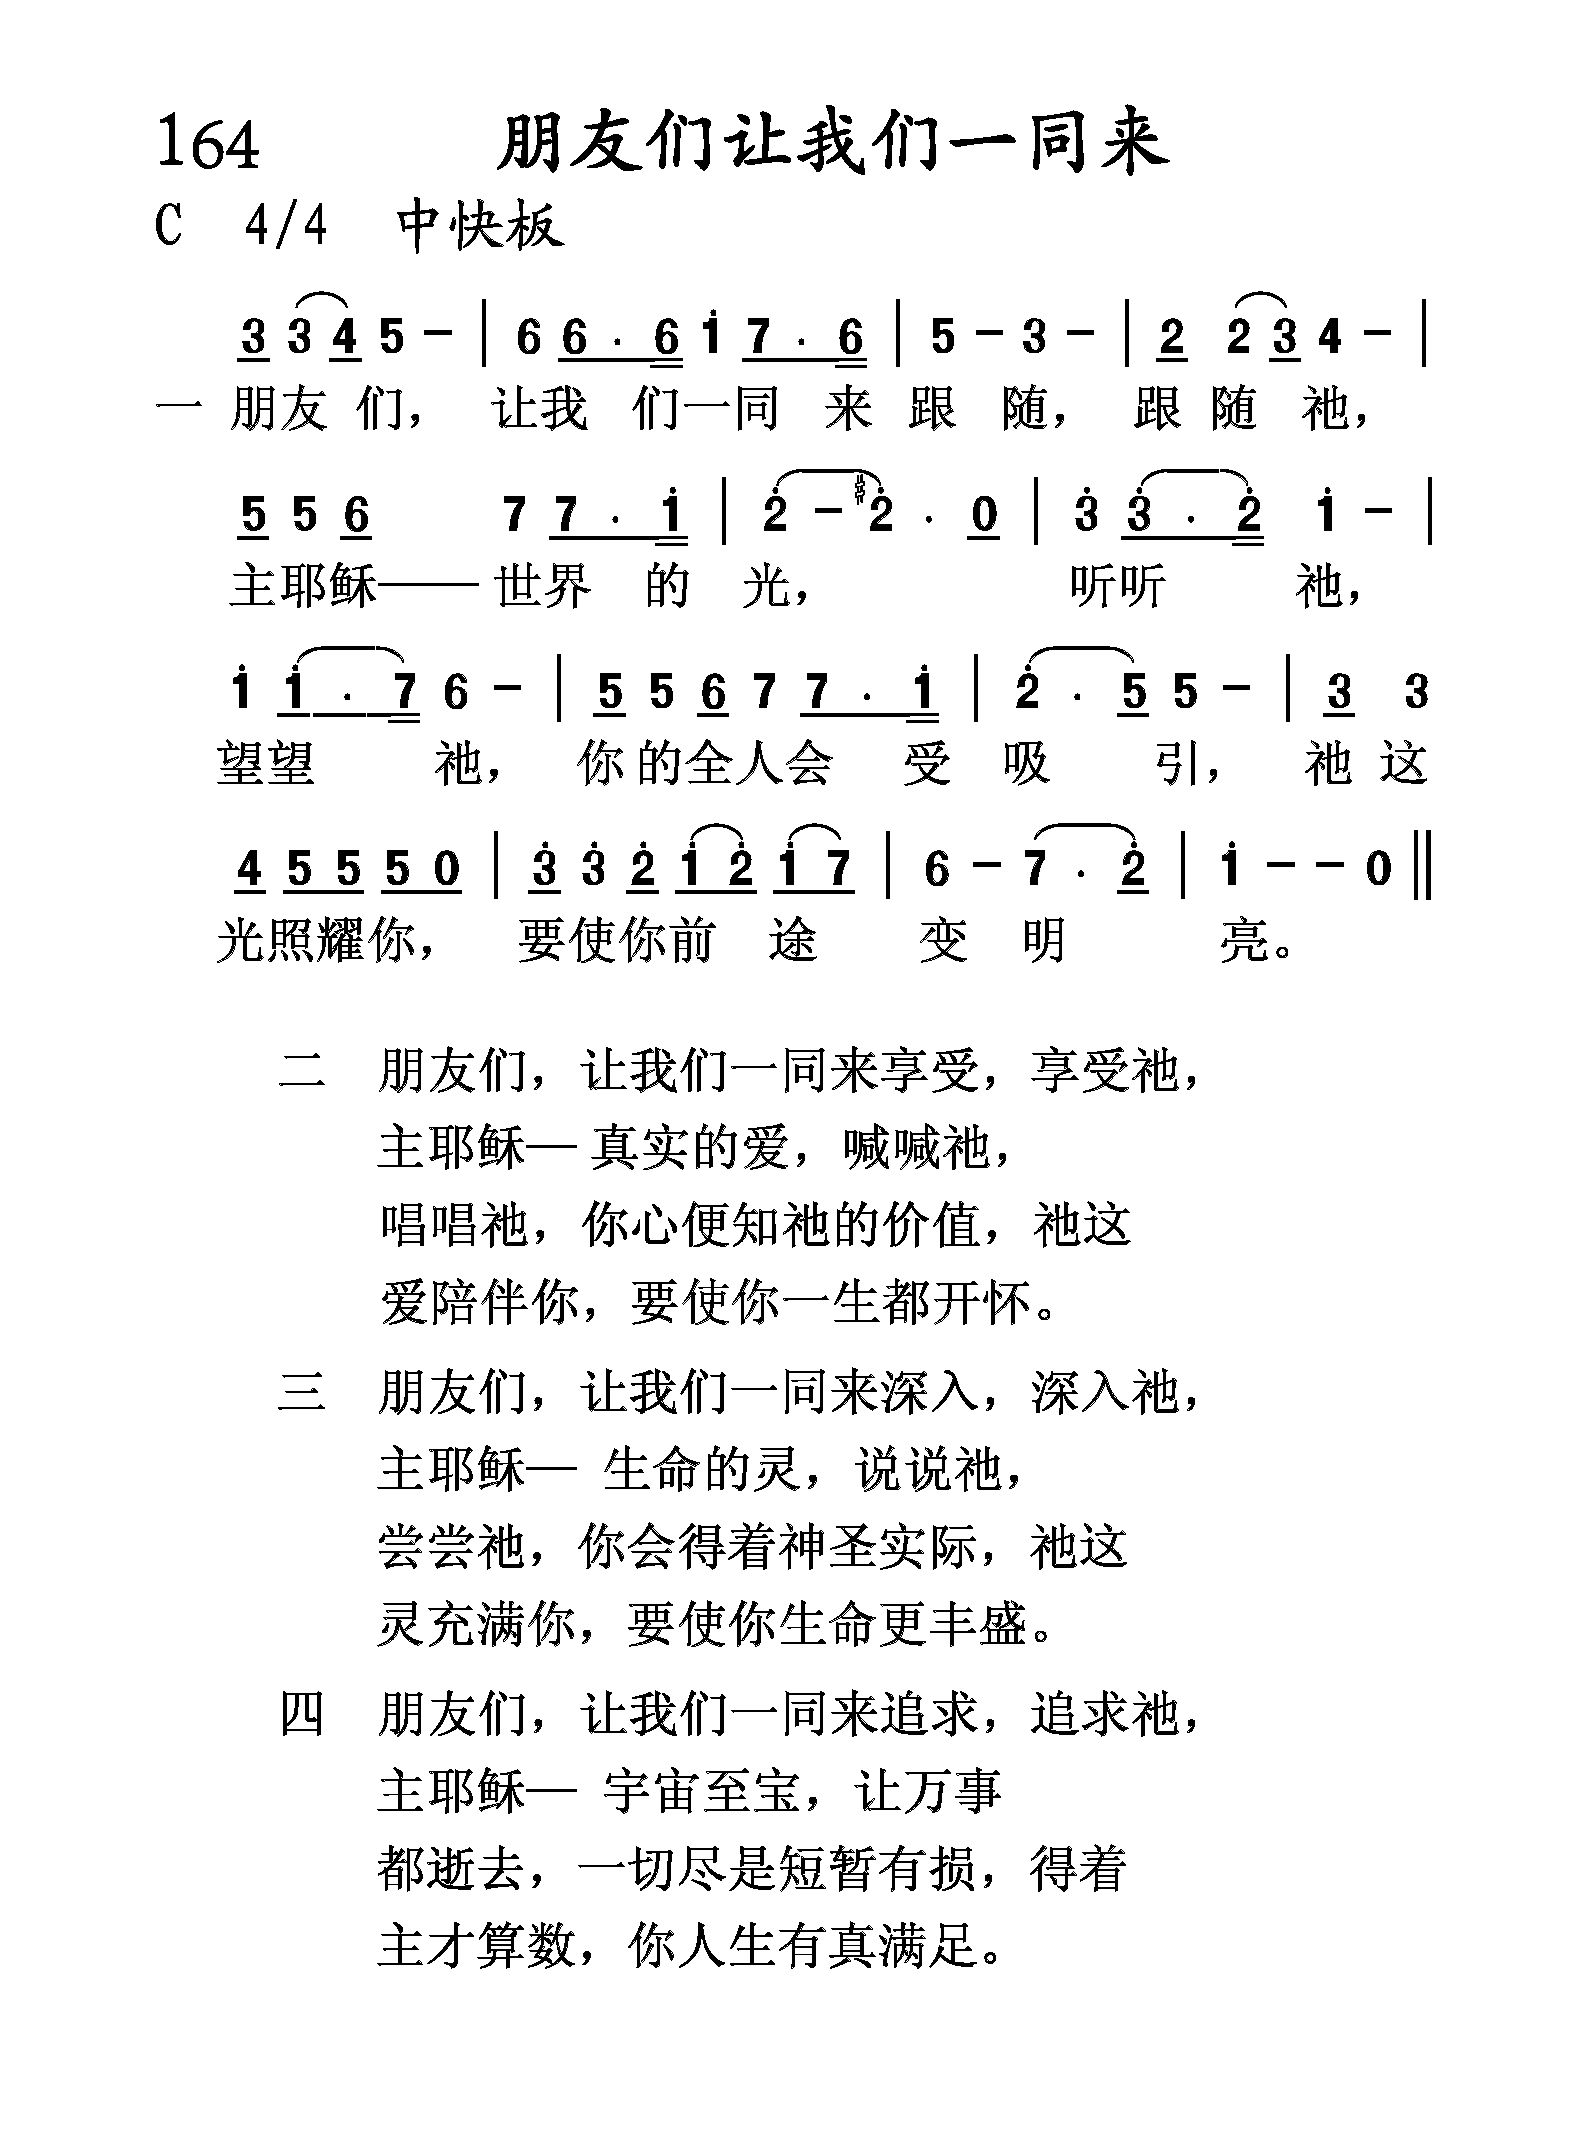 164 朋友们让我们一同来
C 4/4 中快板
3 3 4 5 - | 6 6 . 6 1 7 . 6 | 5 - 3 - | 2 2 3 4 - |
一 朋友们，让我们一同来跟随，跟随祂，
5 5 6 7 7 . 1 | 2 - #2 . 0 | 3 3 . 2 1 - |
主耶稣——世界的光，听听祂，
1 1 . 7 6 - | 5 5 6 7 7 . 1 | 2 . 5 5 - | 3 3
望望祂，你的全人会受吸引，祂这
4 5 5 5 0 | 3 3 2 1 2 1 7 | 6 - 7 . 2 | 1 - - 0 ||
光照耀你，要使你前途变明亮。
二 朋友们，让我们一同来享受，享受祂，
主耶稣—真实的爱，喊喊祂，
唱唱祂，你心便知祂的价值，祂这
爱陪伴你，要使你一生都开怀。
三 朋友们，让我们一同来深入，深入祂，
主耶稣— 生命的灵，说说祂，
尝尝祂，你会得着神圣实际，祂这
灵充满你，要使你生命更丰盛。
四 朋友们，让我们一同来追求，追求祂，
主耶稣— 宇宙至宝，让万事
都逝去，一切尽是短暂有损，得着
主才算数，你人生有真满足。